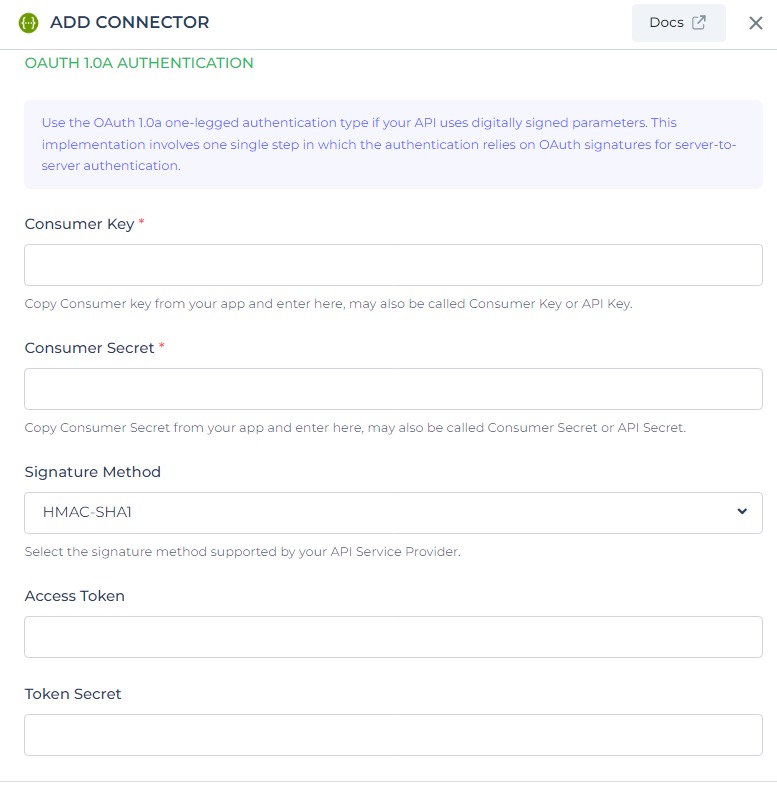 ADD CONNECTOR
Docs
OAUTH 1.0A AUTHENTICATION
Use the OAuth 1.0a one-legged authentication type if your API uses digitally signed parameters. This
implementation involves one single step in which the authentication relies on OAuth signatures for server-to-
server authentication.
Consumer Key *
Copy Consumer key from your app and enter here, may also be called Consumer Key or API Key.
Consumer Secret *
Copy Consumer Secret from your app and enter here, may also be called Consumer Secret or API Secret.
Signature Method
HMAC-SHA1
Select the signature method supported by your API Service Provider.
Access Token
Token Secret